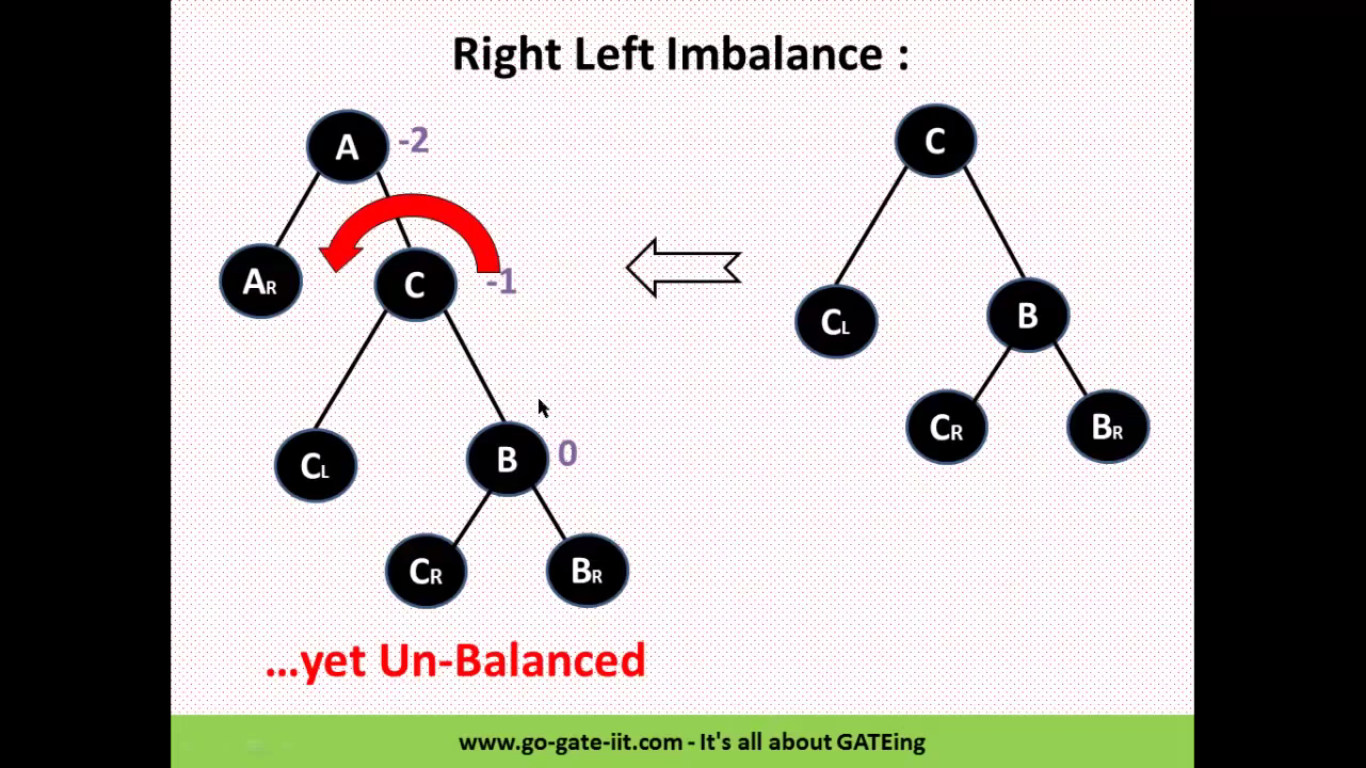 Right Left Imbalance :
A -2 C
AR C -1 CL B
CR BR
CL B 0
CR BR
...yet Un-Balanced
www.go-gate-iit.com - It's all about GATEing